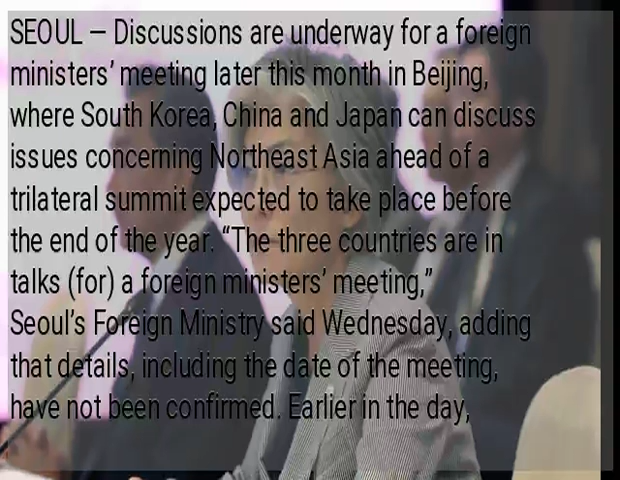 SEOUL — Discussions are underway for a foreign
ministers’ meeting later this month in Beijing,
where South Korea, China and Japan can discuss
issues concerning Northeast Asia ahead of a
trilateral summit expected to take place before
the end of the year. “The three countries are in
talks (for) a foreign ministers’ meeting,”
Seoul’s Foreign Ministry said Wednesday, adding
that details, including the date of the meeting,
have not been confirmed. Earlier in the day,